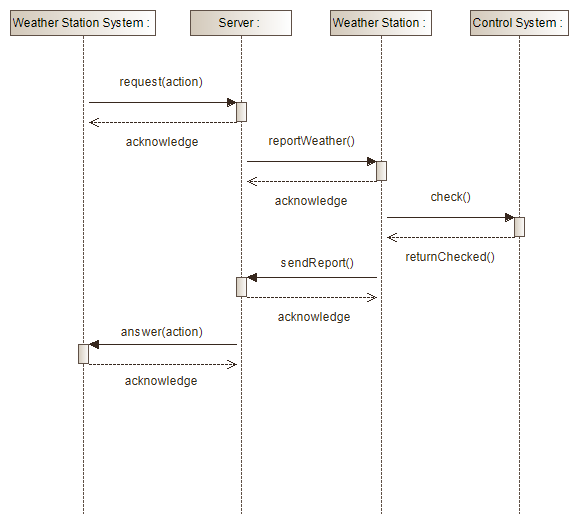 Weather Station System :
Server :
Weather Station :
Control System :
request(action)
acknowledge
reportWeather()
acknowledge
check()
returnChecked()
sendReport()
acknowledge
answer(action)
acknowledge